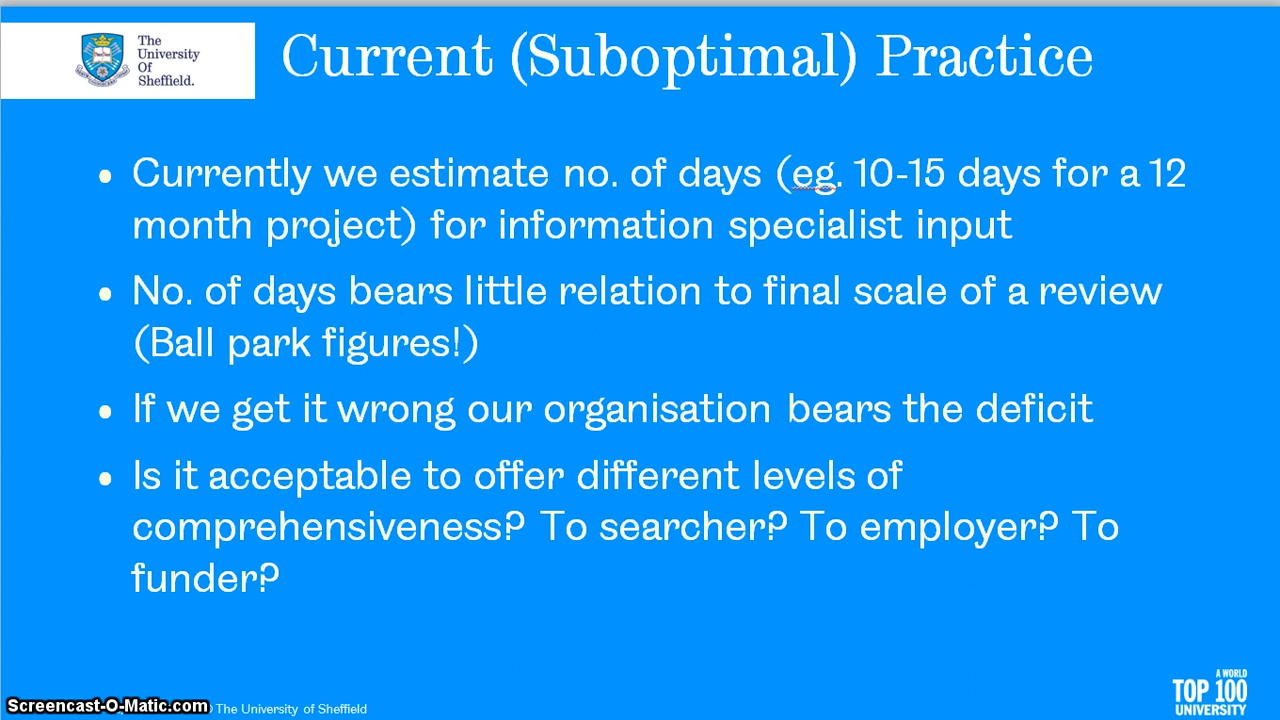 The
University
Of
Sheffield.
Current (Suboptimal) Practice
• Currently we estimate no. of days (eg. 10-15 days for a 12
month project) for information specialist input
• No. of days bears little relation to final scale of a review
(Ball park figures!)
• If we get it wrong our organisation bears the deficit
• Is it acceptable to offer different levels of
comprehensiveness? To searcher? To employer? To
funder?
A WORLD
TOP 100
UNIVERSITY
Screencast-O-Matic.com
The University of Sheffield